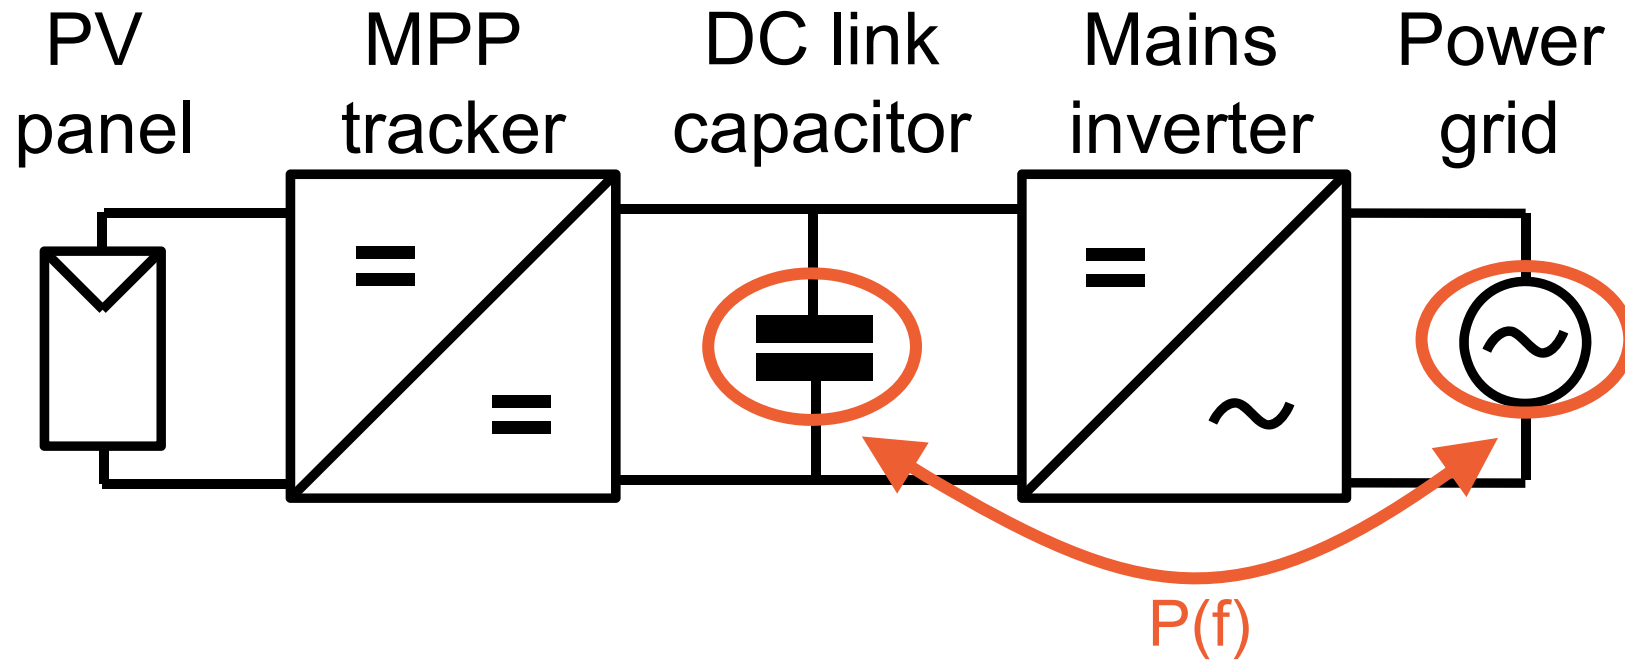 PV
panel
MPP
tracker
DC link
capacitor
Mains
inverter
Power
grid
P(f)